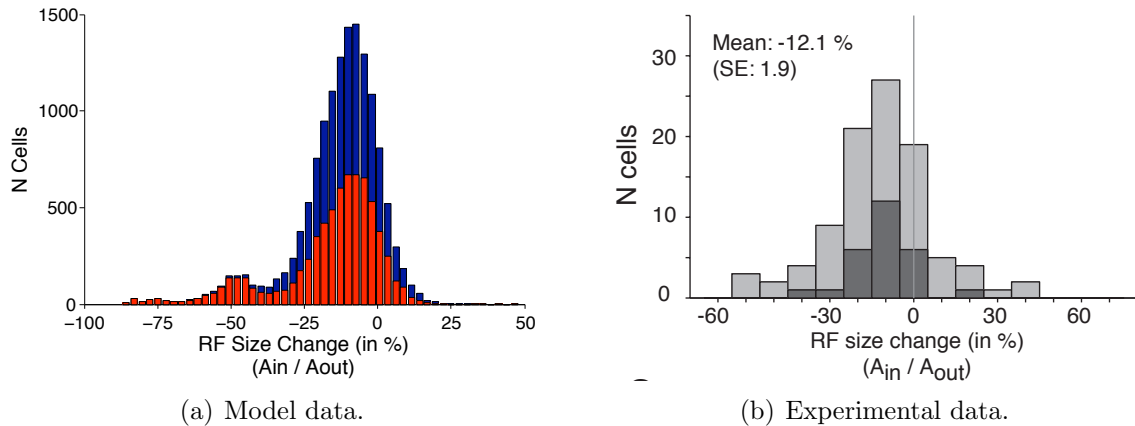 1500
1000
500
0
N Cells
−100
−75
−50
−25
0
25
50
RF Size Change (in %)
(Ain / Aout)
(a) Model data.
Mean: -12.1 %
(SE: 1.9)
30
20
10
0
N cells
-60
-30
0
30
60
RF size change (in %)
(A_in / A_out)
(b) Experimental data.